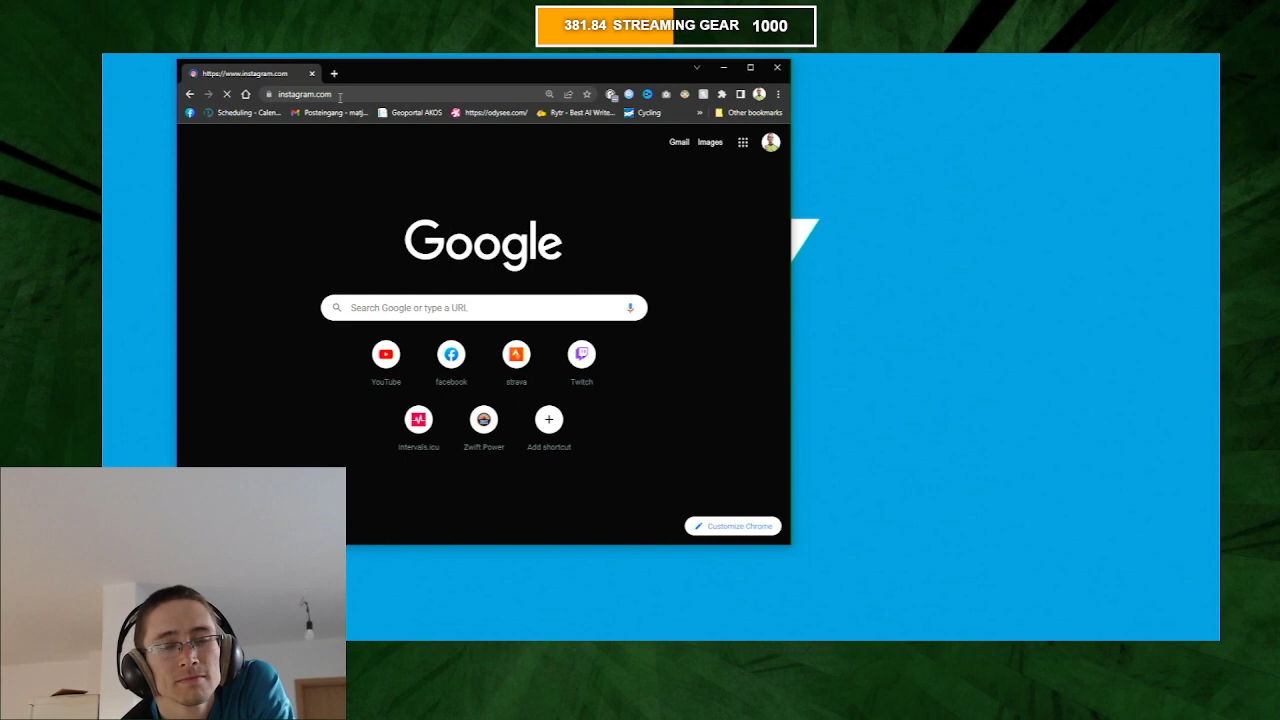 381.84 STREAMING GEAR 1000
https://www.instagram.com
instagram.com
Scheduling - Calen...
Posteingang - matj...
Geoportal AKOS
https://odysee.com/
Rytr - Best AI Write...
Cycling
»
Other bookmarks
Gmail
Images
Google
Search Google or type a URL
YouTube
facebook
strava
Twitch
Intervals.icu
Zwift Power
Add shortcut
Customize Chrome